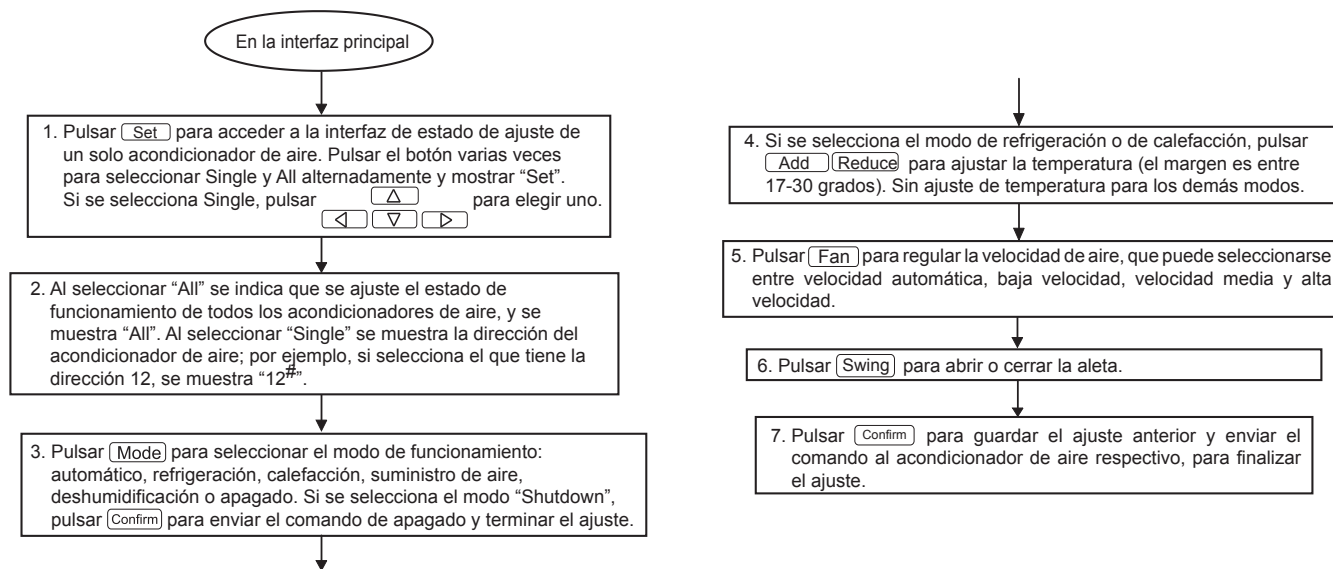 En la interfaz principal
1. Pulsar Set para acceder a la interfaz de estado de ajuste de
un solo acondicionador de aire. Pulsar el botón varias veces
para seleccionar Single y All alternadamente y mostrar “Set”.
Si se selecciona Single, pulsar △ para elegir uno.
◁ ▽ ▷
2. Al seleccionar “All” se indica que se ajuste el estado de
funcionamiento de todos los acondicionadores de aire, y se
muestra “All”. Al seleccionar “Single” se muestra la dirección del
acondicionador de aire; por ejemplo, si selecciona el que tiene la
dirección 12, se muestra “12#”.
3. Pulsar Mode para seleccionar el modo de funcionamiento:
automático, refrigeración, calefacción, suministro de aire,
deshumidificación o apagado. Si se selecciona el modo “Shutdown”,
pulsar Confirm para enviar el comando de apagado y terminar el ajuste.
4. Si se selecciona el modo de refrigeración o de calefacción, pulsar
Add Reduce para ajustar la temperatura (el margen es entre
17-30 grados). Sin ajuste de temperatura para los demás modos.
5. Pulsar Fan para regular la velocidad de aire, que puede seleccionarse
entre velocidad automática, baja velocidad, velocidad media y alta
velocidad.
6. Pulsar Swing para abrir o cerrar la aleta.
7. Pulsar Confirm para guardar el ajuste anterior y enviar el
comando al acondicionador de aire respectivo, para finalizar
el ajuste.